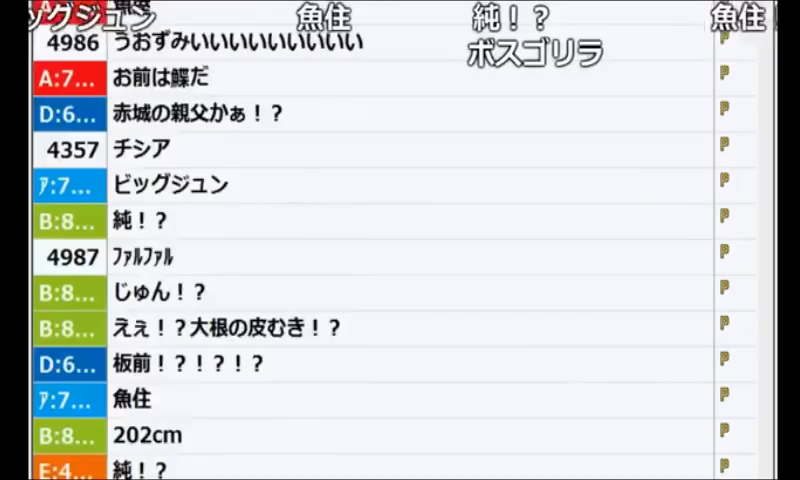 ッグジュン 魚住 純！？ 魚住
ボスゴリラ
4986 うおずみいいいいいいいいい P
A:7... お前は鰈だ P
D:6... 赤城の親父かぁ！？ P
4357 チシア P
ｱ:7... ビッグジュン P
B:8... 純！？ P
4987 ﾌｧﾙﾌｧﾙ P
B:8... じゅん！？ P
B:8... えぇ！？大根の皮むき！？ P
D:6... 板前！？！？！？ P
ｱ:7... 魚住 P
B:8... 202cm P
E:4... 純！？ P